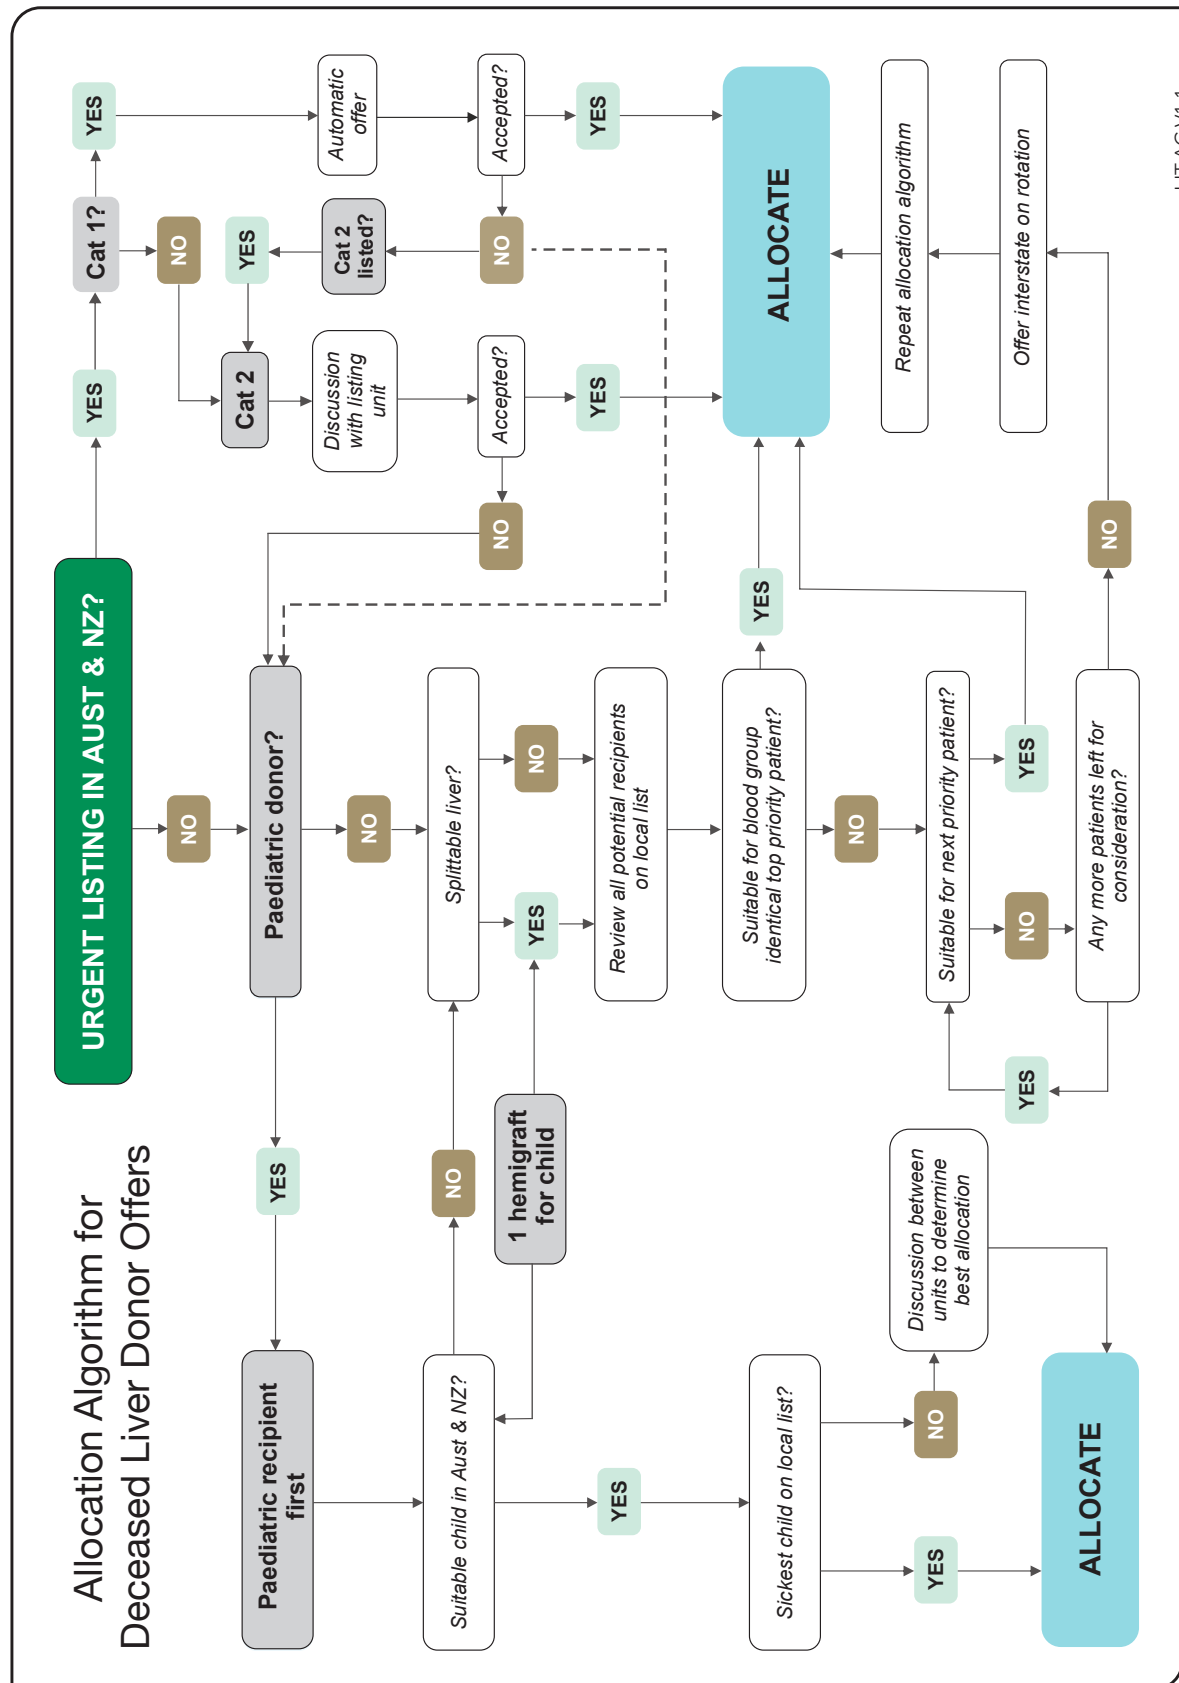 Allocation Algorithm for
Deceased Liver Donor Offers
URGENT LISTING IN AUST & NZ?
YES
Cat 1?
YES
NO
NO
Automatic
offer
Cat 2
listed?
YES
Cat 2
Accepted?
NO
YES
Discussion
with listing
unit
Accepted?
NO
YES
Paediatric donor?
YES
NO
Paediatric recipient
first
Suitable child in Aust & NZ?
NO
YES
1 hemigraft
for child
Splittable liver?
YES
NO
Review all potential recipients
on local list
Suitable for blood group
identical top priority patient?
YES
NO
Suitable for next priority patient?
NO
YES
Any more patients left for
consideration?
YES
NO
Offer interstate on rotation
Repeat allocation algorithm
ALLOCATE
Sickest child on local list?
YES
NO
Discussion between
units to determine
best allocation
ALLOCATE